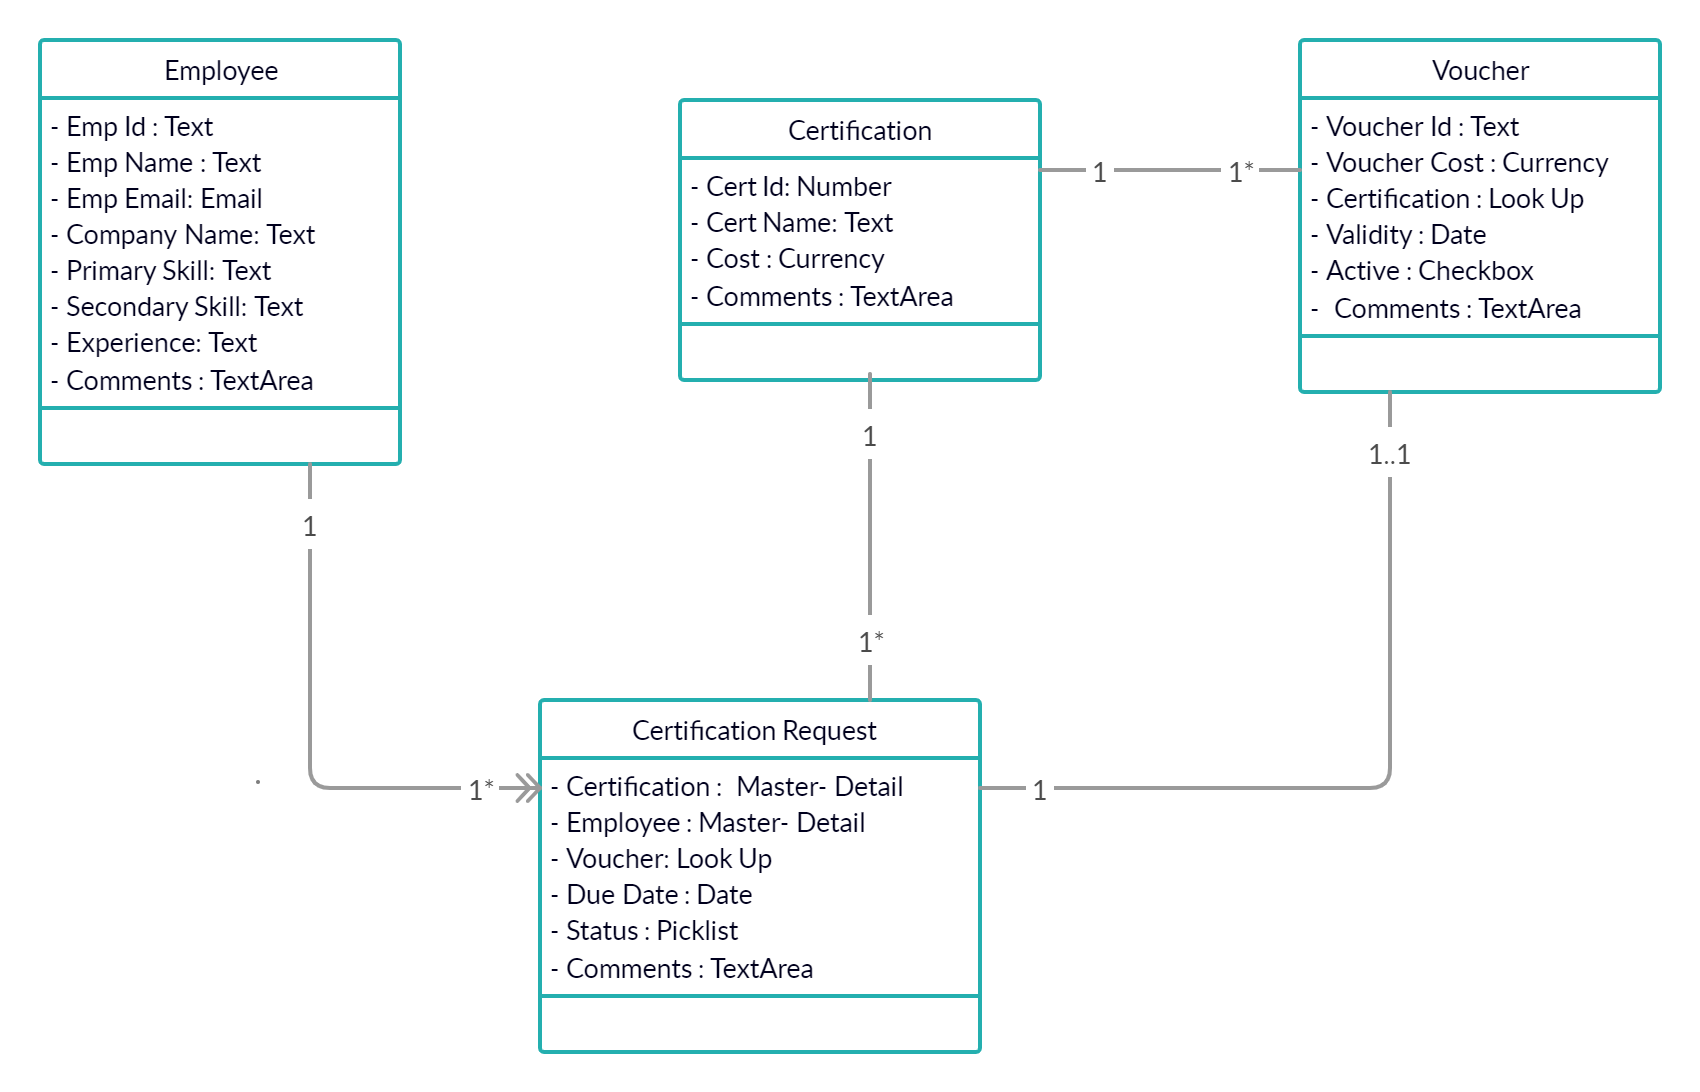 Employee
- Emp Id : Text
- Emp Name : Text
- Emp Email: Email
- Company Name: Text
- Primary Skill: Text
- Secondary Skill: Text
- Experience: Text
- Comments : TextArea
Certification
- Cert Id: Number
- Cert Name: Text
- Cost : Currency
- Comments : TextArea
1
1*
Voucher
- Voucher Id : Text
- Voucher Cost : Currency
- Certification : Look Up
- Validity : Date
- Active : Checkbox
- Comments : TextArea
1
1..1
1
1*
1*
1
Certification Request
- Certification : Master- Detail
- Employee : Master- Detail
- Voucher: Look Up
- Due Date : Date
- Status : Picklist
- Comments : TextArea